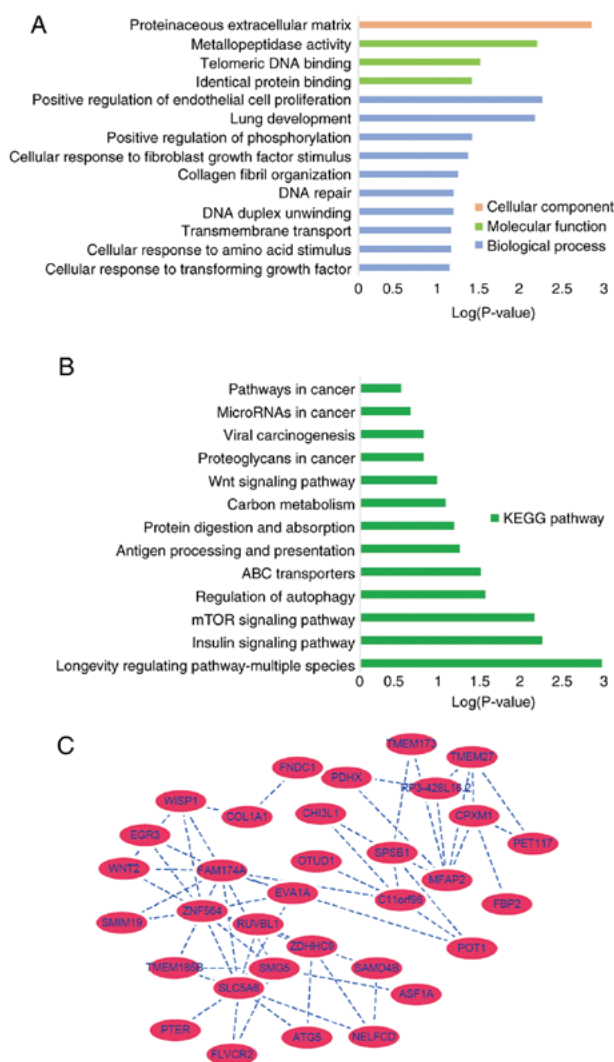 A
Proteinaceous extracellular matrix
Metallopeptidase activity
Telomeric DNA binding
Identical protein binding
Positive regulation of endothelial cell proliferation
Lung development
Positive regulation of phosphorylation
Cellular response to fibroblast growth factor stimulus
Collagen fibril organization
DNA repair
DNA duplex unwinding
Transmembrane transport
Cellular response to amino acid stimulus
Cellular response to transforming growth factor
Cellular component
Molecular function
Biological process
0 0.5 1 1.5 2 2.5 3
Log(P-value)
B
Pathways in cancer
MicroRNAs in cancer
Viral carcinogenesis
Proteoglycans in cancer
Wnt signaling pathway
Carbon metabolism
Protein digestion and absorption
Antigen processing and presentation
ABC transporters
Regulation of autophagy
mTOR signaling pathway
Insulin signaling pathway
Longevity regulating pathway-multiple species
KEGG pathway
0 0.5 1 1.5 2 2.5 3
Log(P-value)
C
TMEM173
TMEM27
FNDC1
PDHX
RP3-428L16.2
WISP1
COL1A1
CHI3L1
CPXM1
EGR3
PET117
WNT2
FAM174A
OTUD1
SPSB1
MFAP2
EVA1A
C11orf96
FBP2
SMIM19
ZNF564
RUVBL1
ZDHHC9
POT1
TMEM185B
SMG5
SAMD4B
SLC5A6
ASF1A
PTER
ATG5
NELFCD
FLVCR2